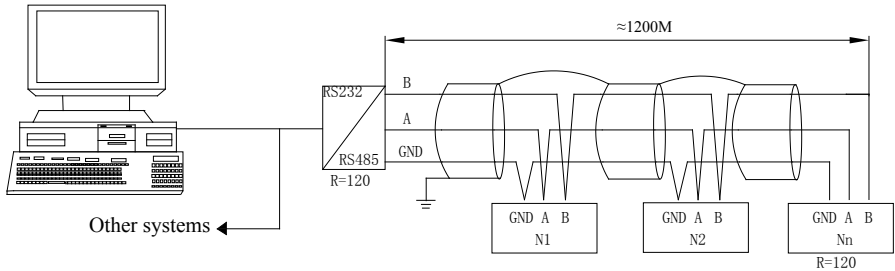 ≈1200M
RS232
B
A
RS485
GND
R=120
Other systems
GND A B
N1
GND A B
N2
GND A B
Nn
R=120